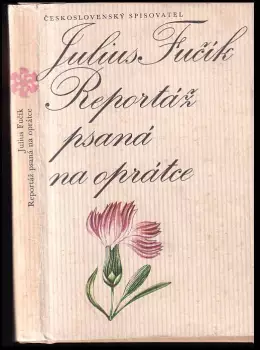 ČESKOSLOVENSKÝ SPISOVATEL
Julius Fučík
Reportáž
psaná
na oprátce
Julius Fučík
Reportáž psaná na oprátce